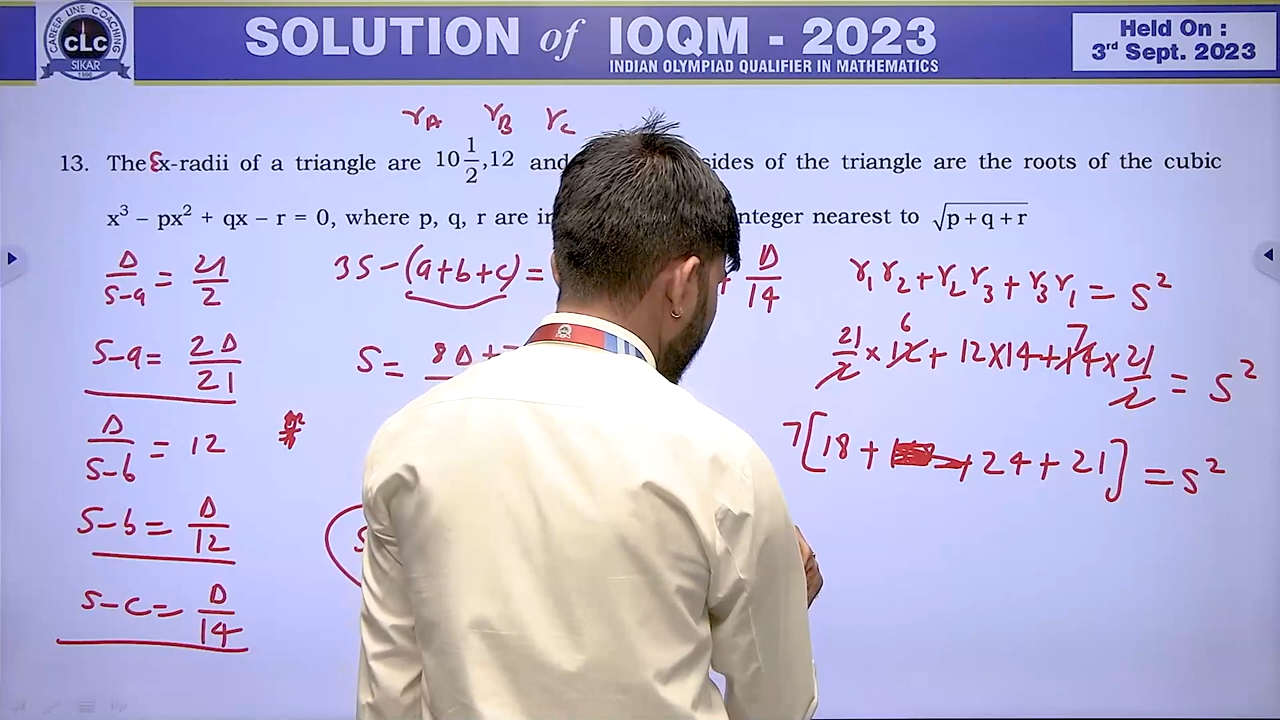 CAREER LINE COACHING
CLC
SIKAR
1996
SOLUTION of IOQM - 2023
INDIAN OLYMPIAD QUALIFIER IN MATHEMATICS
Held On :
3rd Sept. 2023
rA rB rC
13. The Ex-radii of a triangle are 10 1/2, 12 and sides of the triangle are the roots of the cubic
x³ – px² + qx – r = 0, where p, q, r are in nteger nearest to √(p+q+r)
Δ/(S-a) = 21/2
S-a = 2Δ/21
Δ/(S-b) = 12
S-b = Δ/12
S-c = Δ/14
3S - (a+b+c) = + Δ/14
S = 8Δ +
r₁r₂ + r₂r₃ + r₃r₁ = S²
21/2 × 12 6 + 12×14 + 14 7 × 21/2 = S²
7[18 + + 24 + 21] = S²